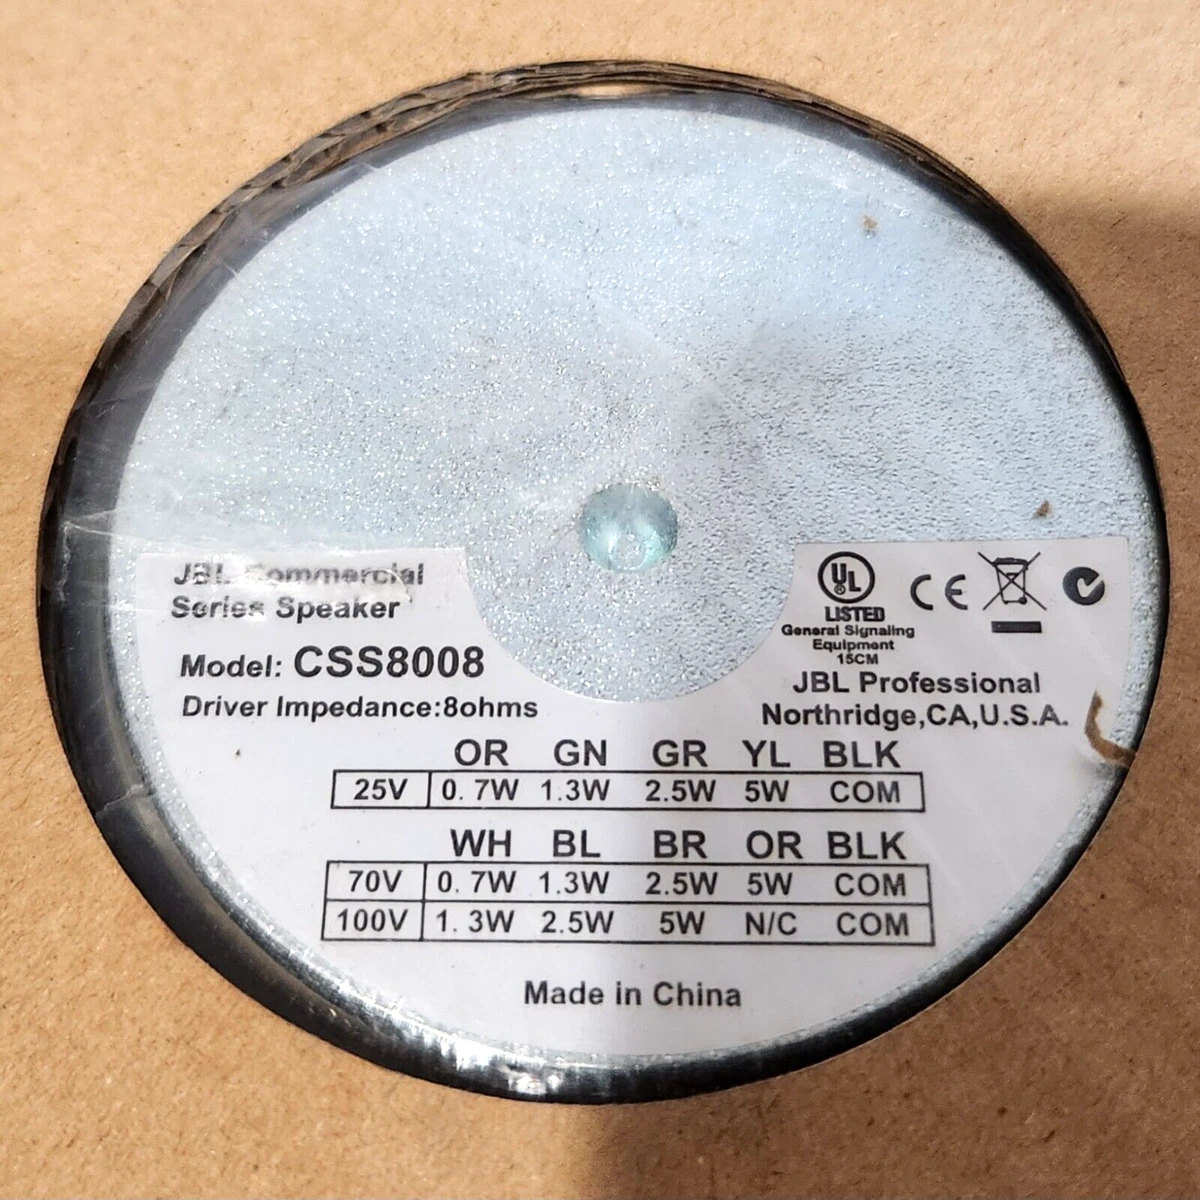 JBL Commercial
Series Speaker
Model: CSS8008
Driver Impedance:8ohms
UL
LISTED
General Signaling
Equipment
15CM
CE
JBL Professional
Northridge,CA,U.S.A.
OR GN GR YL BLK
25V 0.7W 1.3W 2.5W 5W COM
WH BL BR OR BLK
70V 0.7W 1.3W 2.5W 5W COM
100V 1.3W 2.5W 5W N/C COM
Made in China